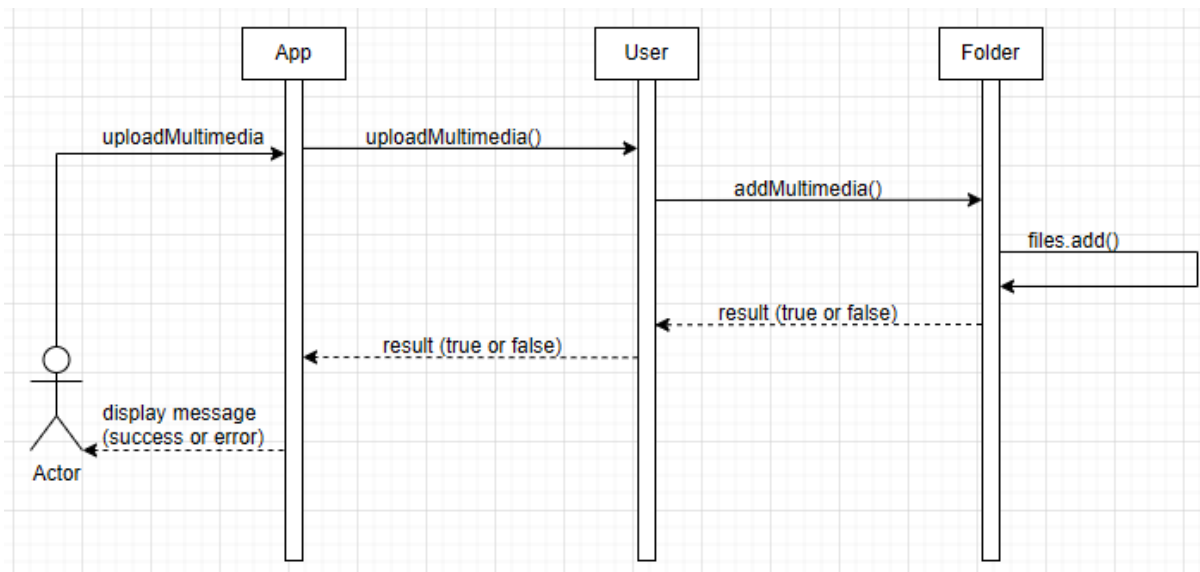 App
User
Folder
uploadMultimedia
uploadMultimedia()
addMultimedia()
files.add()
result (true or false)
result (true or false)
display message
(success or error)
Actor